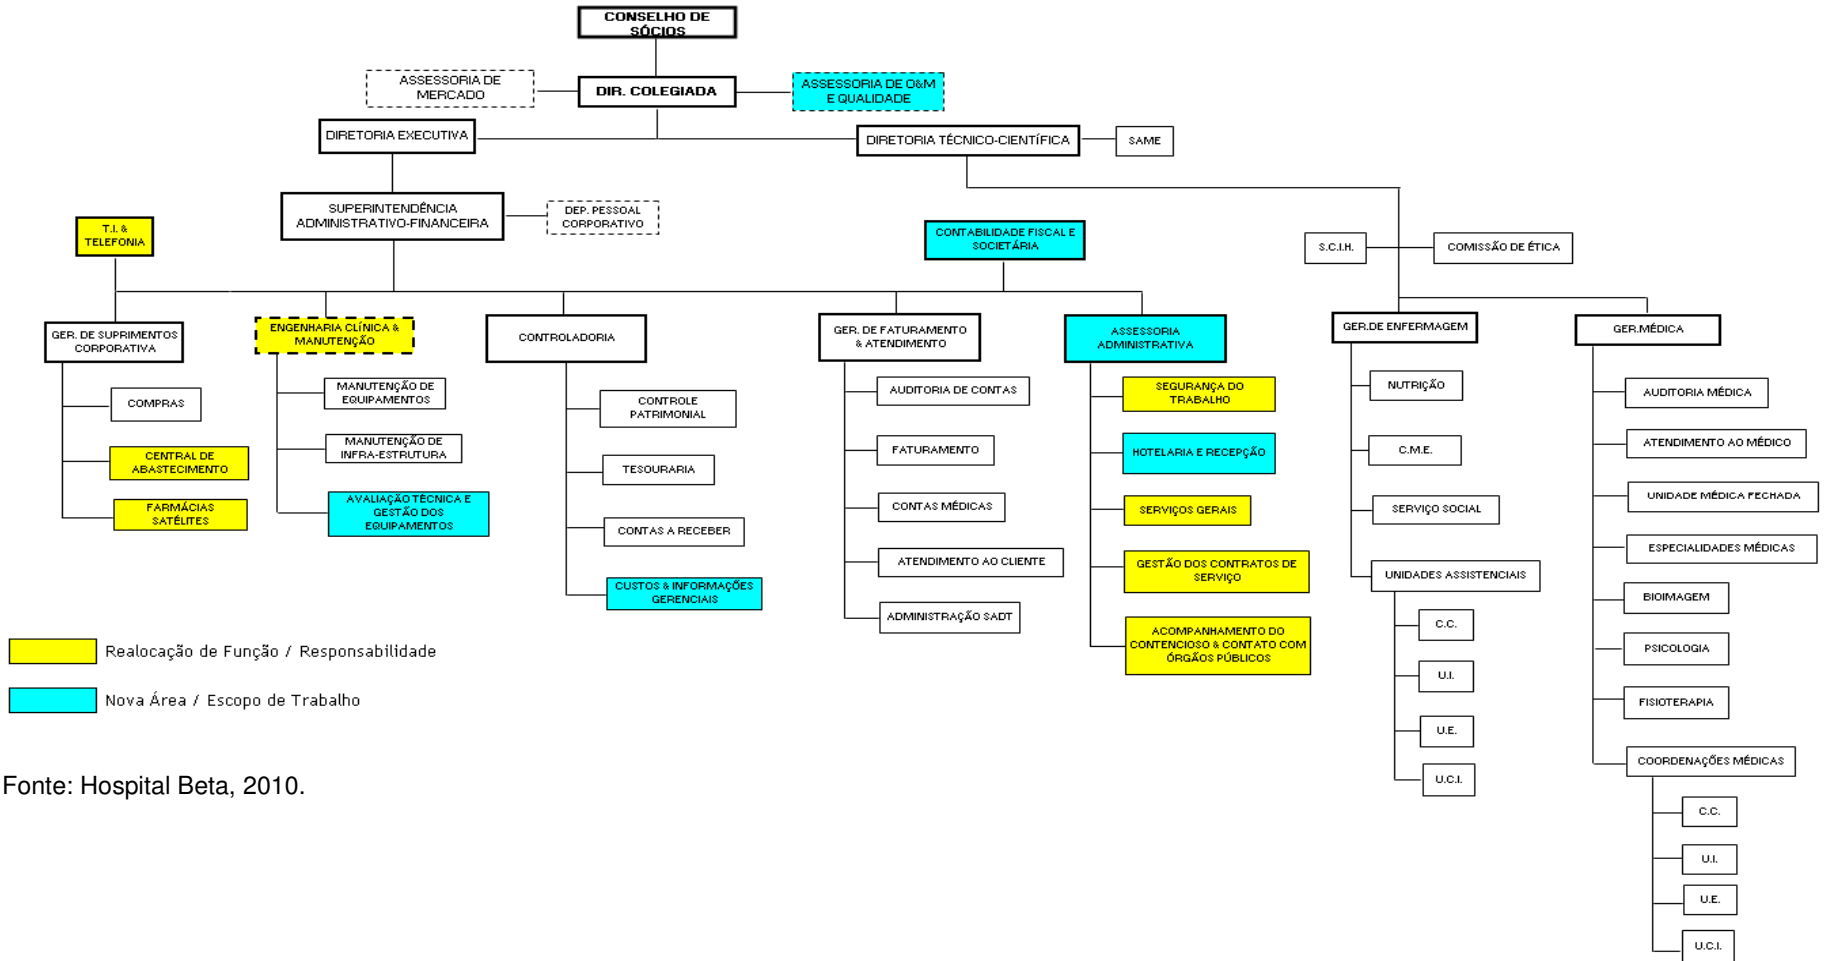 CONSELHO DE
SÓCIOS
ASSESSORIA DE
MERCADO
DIR. COLEGIADA
ASSESSORIA DE O&M
E QUALIDADE
DIRETORIA EXECUTIVA
DIRETORIA TÉCNICO-CIENTÍFICA
SAME
SUPERINTENDÊNCIA
ADMINISTRATIVO-FINANCEIRA
DEP. PESSOAL
CORPORATIVO
T.I. &
TELEFONIA
CONTABILIDADE FISCAL E
SOCIETÁRIA
S.C.I.H.
COMISSÃO DE ÉTICA
GER. DE SUPRIMENTOS
CORPORATIVA
COMPRAS
CENTRAL DE
ABASTECIMENTO
FARMÁCIAS
SATÉLITES
ENGENHARIA CLÍNICA &
MANUTENÇÃO
MANUTENÇÃO DE
EQUIPAMENTOS
MANUTENÇÃO DE
INFRA-ESTRUTURA
AVALIAÇÃO TÉCNICA E
GESTÃO DOS
EQUIPAMENTOS
CONTROLADORIA
CONTROLE
PATRIMONIAL
TESOURARIA
CONTAS A RECEBER
CUSTOS & INFORMAÇÕES
GERENCIAIS
GER. DE FATURAMENTO
& ATENDIMENTO
AUDITORIA DE CONTAS
FATURAMENTO
CONTAS MÉDICAS
ATENDIMENTO AO CLIENTE
ADMINISTRAÇÃO SADT
ASSESSORIA
ADMINISTRATIVA
SEGURANÇA DO
TRABALHO
HOTELARIA E RECEPÇÃO
SERVIÇOS GERAIS
GESTÃO DOS CONTRATOS DE
SERVIÇO
ACOMPANHAMENTO DO
CONTENCIOSO & CONTATO COM
ÓRGÃOS PÚBLICOS
GER.DE ENFERMAGEM
NUTRIÇÃO
C.M.E.
SERVIÇO SOCIAL
UNIDADES ASSISTENCIAIS
C.C.
U.I.
U.E.
U.C.I.
GER.MÉDICA
AUDITORIA MÉDICA
ATENDIMENTO AO MÉDICO
UNIDADE MÉDICA FECHADA
ESPECIALIDADES MÉDICAS
BIOIMAGEM
PSICOLOGIA
FISIOTERAPIA
COORDENAÇÕES MÉDICAS
C.C.
U.I.
U.E.
U.C.I.
Realocação de Função / Responsabilidade
Nova Área / Escopo de Trabalho
Fonte: Hospital Beta, 2010.